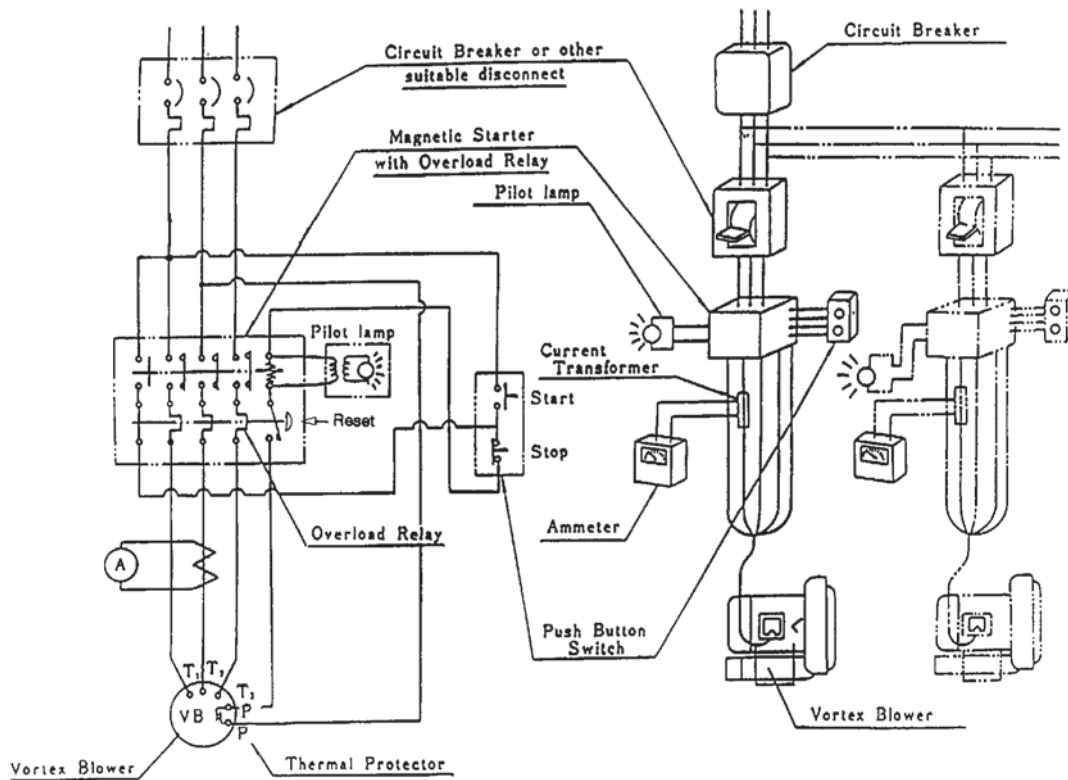 Circuit Breaker or other
suitable disconnect
Circuit Breaker
Magnetic Starter
with Overload Relay
Pilot lamp
Pilot lamp
Current
Transformer
Start
Reset
Stop
Overload Relay
Ammeter
A
Push Button
Switch
T₁ T₂ T₃
VB
P
P
Vortex Blower
Thermal Protector
Vortex Blower